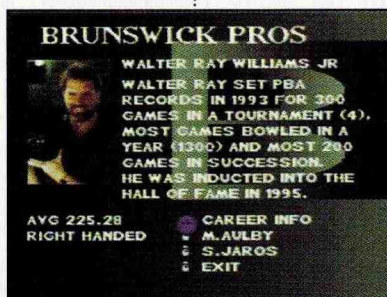 BRUNSWICK PROS
WALTER RAY WILLIAMS JR
WALTER RAY SET PBA
RECORDS IN 1993 FOR 300
GAMES IN A TOURNAMENT (4),
MOST GAMES BOWLED IN A
YEAR (1300) AND MOST 200
GAMES IN SUCCESSION.
HE WAS INDUCTED INTO THE
HALL OF FAME IN 1995.
AVG 225.28
RIGHT HANDED
CAREER INFO
M.AULBY
S.JAROS
EXIT